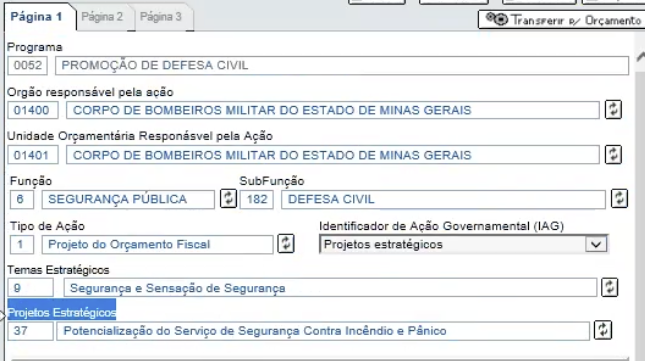 Página 1 Página 2 Página 3
Transferir p/ Orçamento
Programa
0052 PROMOÇÃO DE DEFESA CIVIL
Orgão responsável pela ação
01400 CORPO DE BOMBEIROS MILITAR DO ESTADO DE MINAS GERAIS
Unidade Orçamentária Responásvel pela Ação
01401 CORPO DE BOMBEIROS MILITAR DO ESTADO DE MINAS GERAIS
Função SubFunção
6 SEGURANÇA PÚBLICA 182 DEFESA CIVIL
Tipo de Ação Identificador de Ação Governamental (IAG)
1 Projeto do Orçamento Fiscal Projetos estratégicos
Temas Estratégicos
9 Segurança e Sensação de Segurança
Projetos Estratégicos
37 Potencialização do Serviço de Segurança Contra Incêndio e Pânico